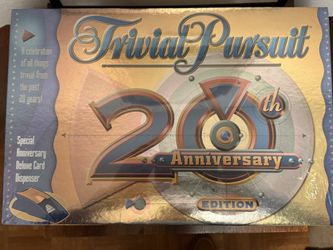 Trivial Pursuit
A celebration
of all things
trivial from
the past
20 years!
20th
Anniversary
EDITION
Special
Anniversary
Deluxe Card
Dispenser